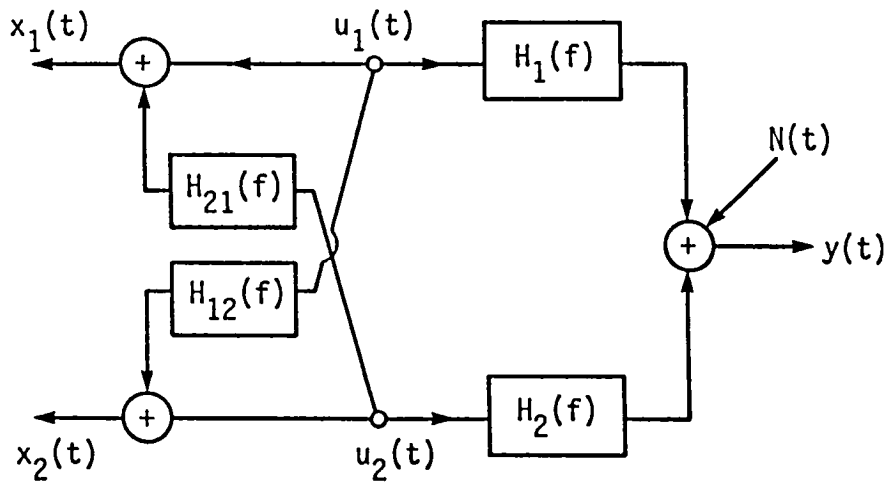 x₁(t)
u₁(t)
+
H₁(f)
N(t)
H₂₁(f)
+
y(t)
H₁₂(f)
+
H₂(f)
x₂(t)
u₂(t)